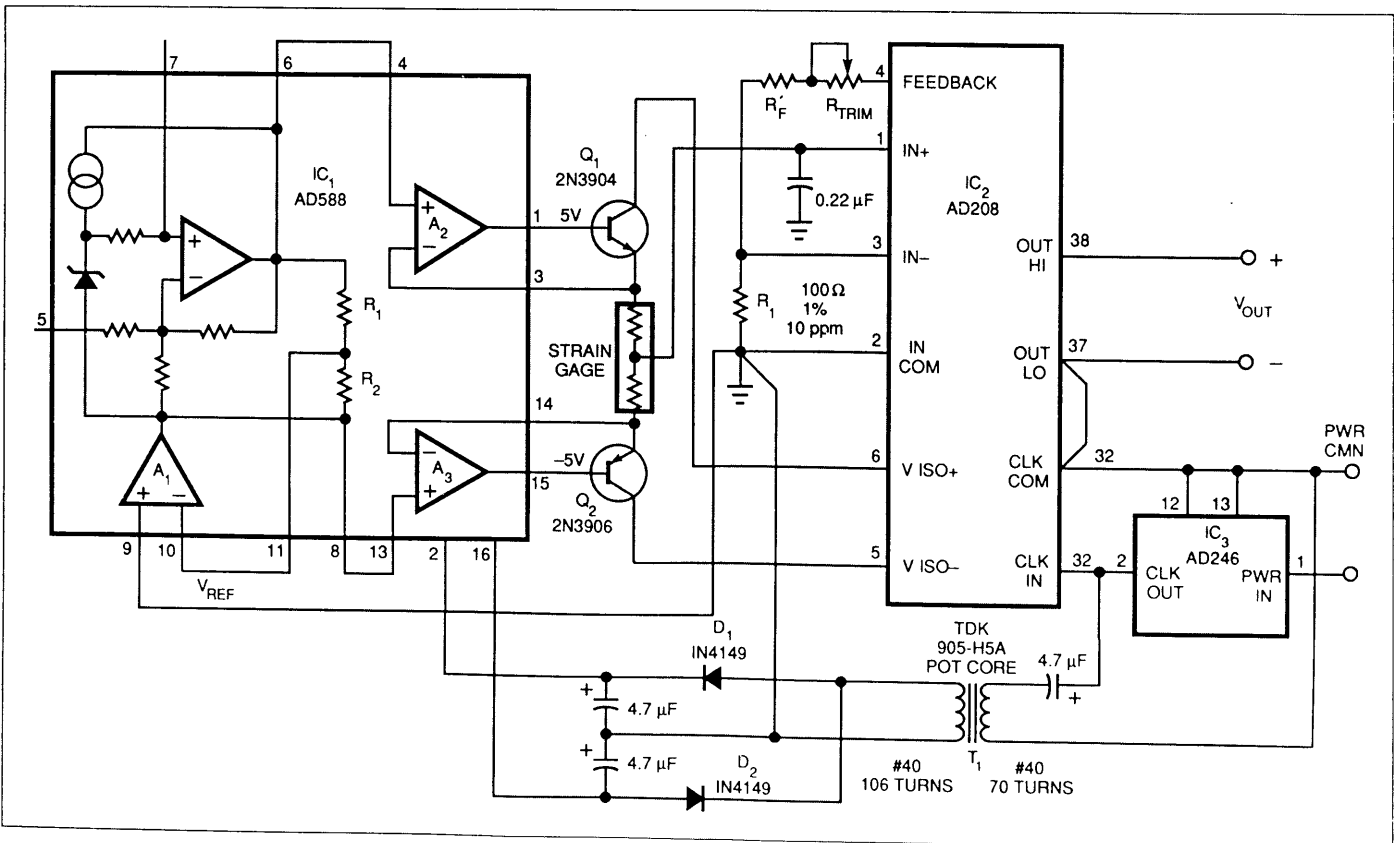 7
6
4
IC1
AD588
+
−
5
R1
R2
A1
+ −
9
10
11
8
13
2
16
VREF
+
A2
−
1
5V
3
Q1
2N3904
STRAIN
GAGE
14
−
A3
+
−5V
15
Q2
2N3906
R'F
RTRIM
4
FEEDBACK
1
IN+
0.22 µF
IC2
AD208
3
IN−
R1
100Ω
1%
10 ppm
2
IN
COM
6
V ISO+
5
V ISO−
OUT
HI
38
+
VOUT
OUT
LO
37
−
CLK
COM
32
PWR
CMN
12
13
IC3
AD246
CLK
IN
32
2
CLK
OUT
PWR
IN
1
D1
IN4149
TDK
905-H5A
POT CORE
4.7 µF
+
+
4.7 µF
+
4.7 µF
D2
IN4149
T1
#40
106 TURNS
#40
70 TURNS